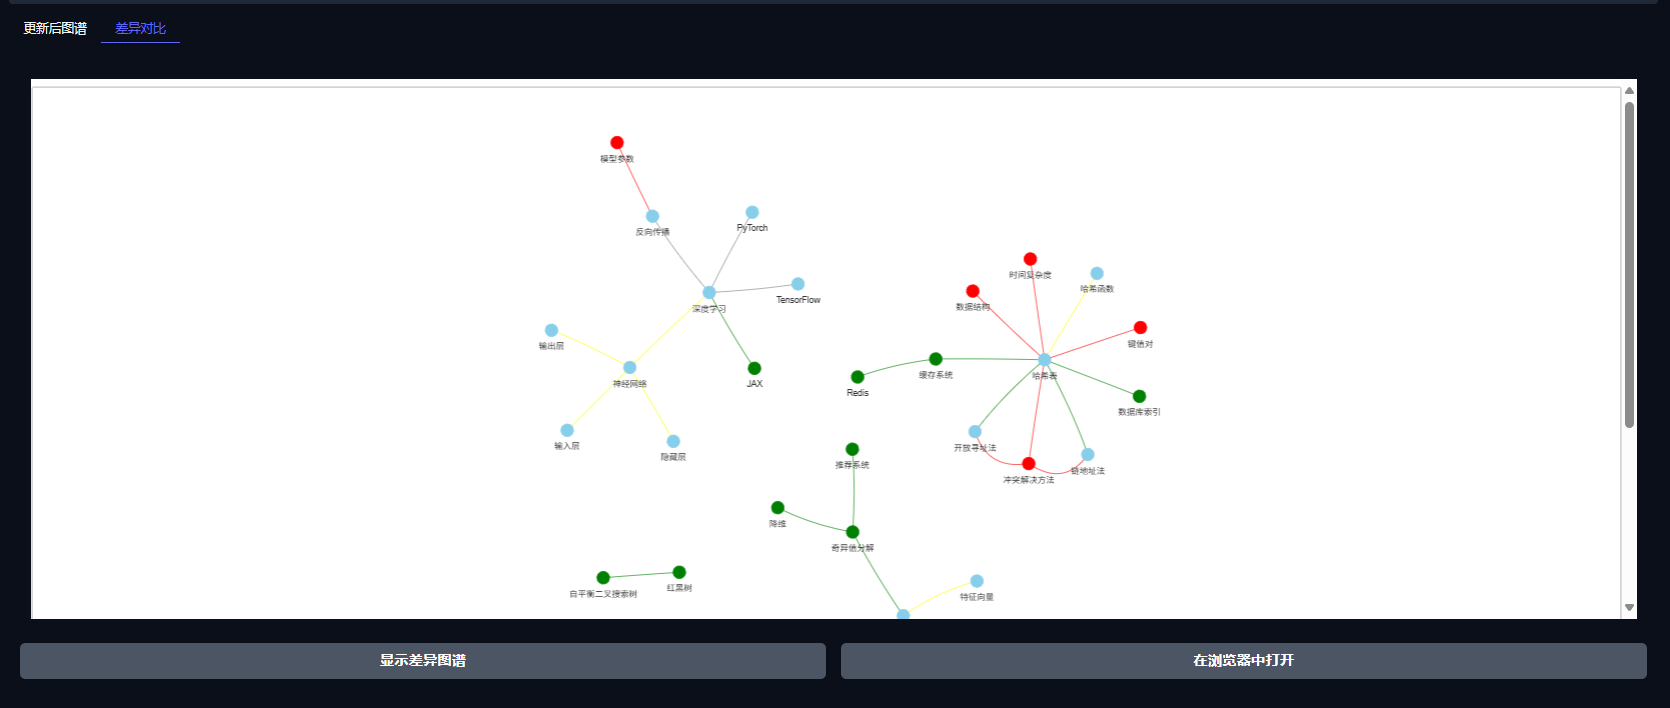 更新后图谱
差异对比
模型参数
反向传播
PyTorch
时间复杂度
哈希函数
TensorFlow
数据结构
深度学习
输出层
键值对
缓存系统
哈希表
神经网络
JAX
Redis
数据库索引
输入层
开放寻址法
隐藏层
推荐系统
链地址法
冲突解决方法
降维
奇异值分解
红黑树
自平衡二叉搜索树
特征向量
显示差异图谱
在浏览器中打开